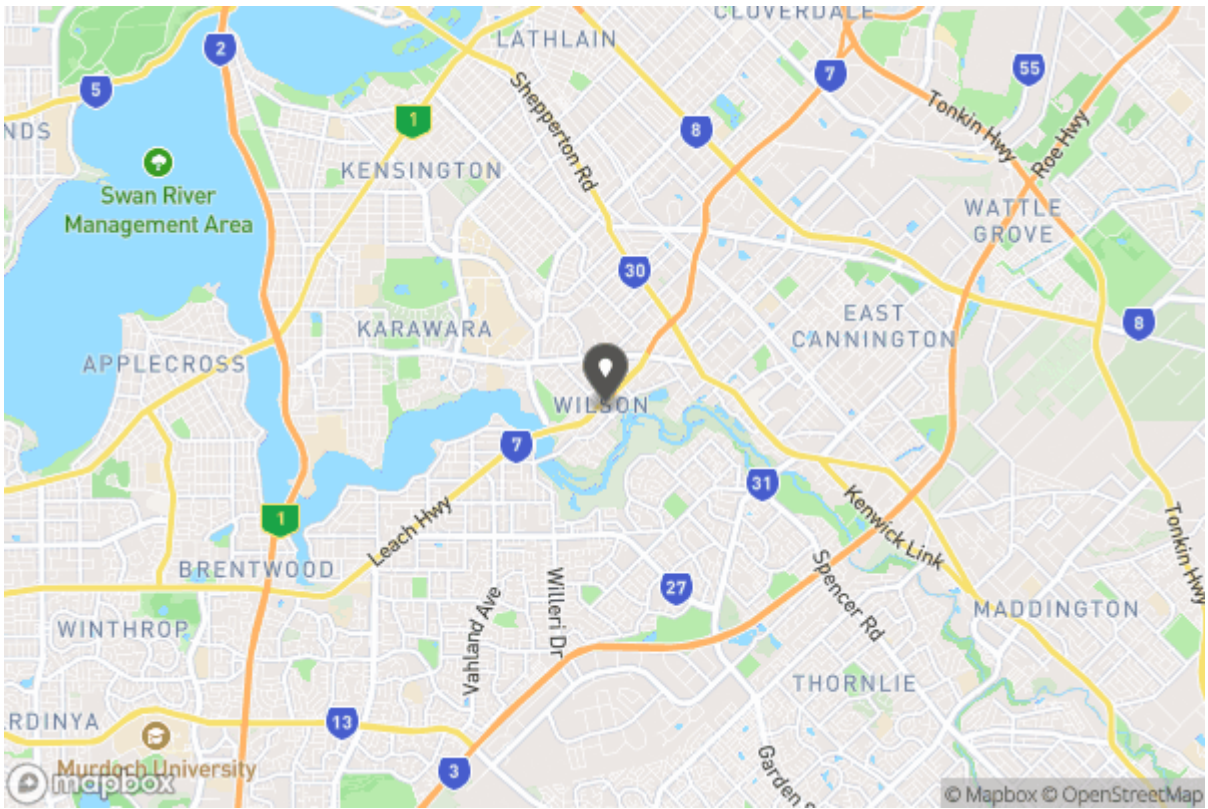 CLOVERDALE
LATHLAIN
2
7
55
5
Shepperton Rd
Tonkin Hwy
NDS
1
8
Roe Hwy
KENSINGTON
Swan River
Management Area
WATTLE
GROVE
30
EAST
CANNINGTON
8
KARAWARA
APPLECROSS
WILSON
7
31
Leach Hwy
Kenwick Link
1
Tonkin Hwy
BRENTWOOD
Willeri Dr
Vahland Ave
27
Spencer Rd
MADDINGTON
WINTHROP
THORNLIE
RDINYA
13
Murdoch University
3
Garden S
mapbox
© Mapbox © OpenStreetMap